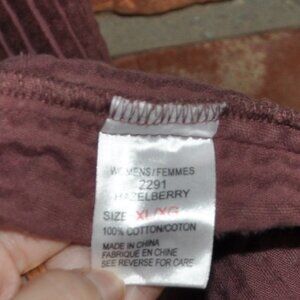 WOMENS/FEMMES
2291
HAZELBERRY
SIZE XL/XG
100% COTTON/COTON
MADE IN CHINA
FABRIQUE EN CHINE
SEE REVERSE FOR CARE